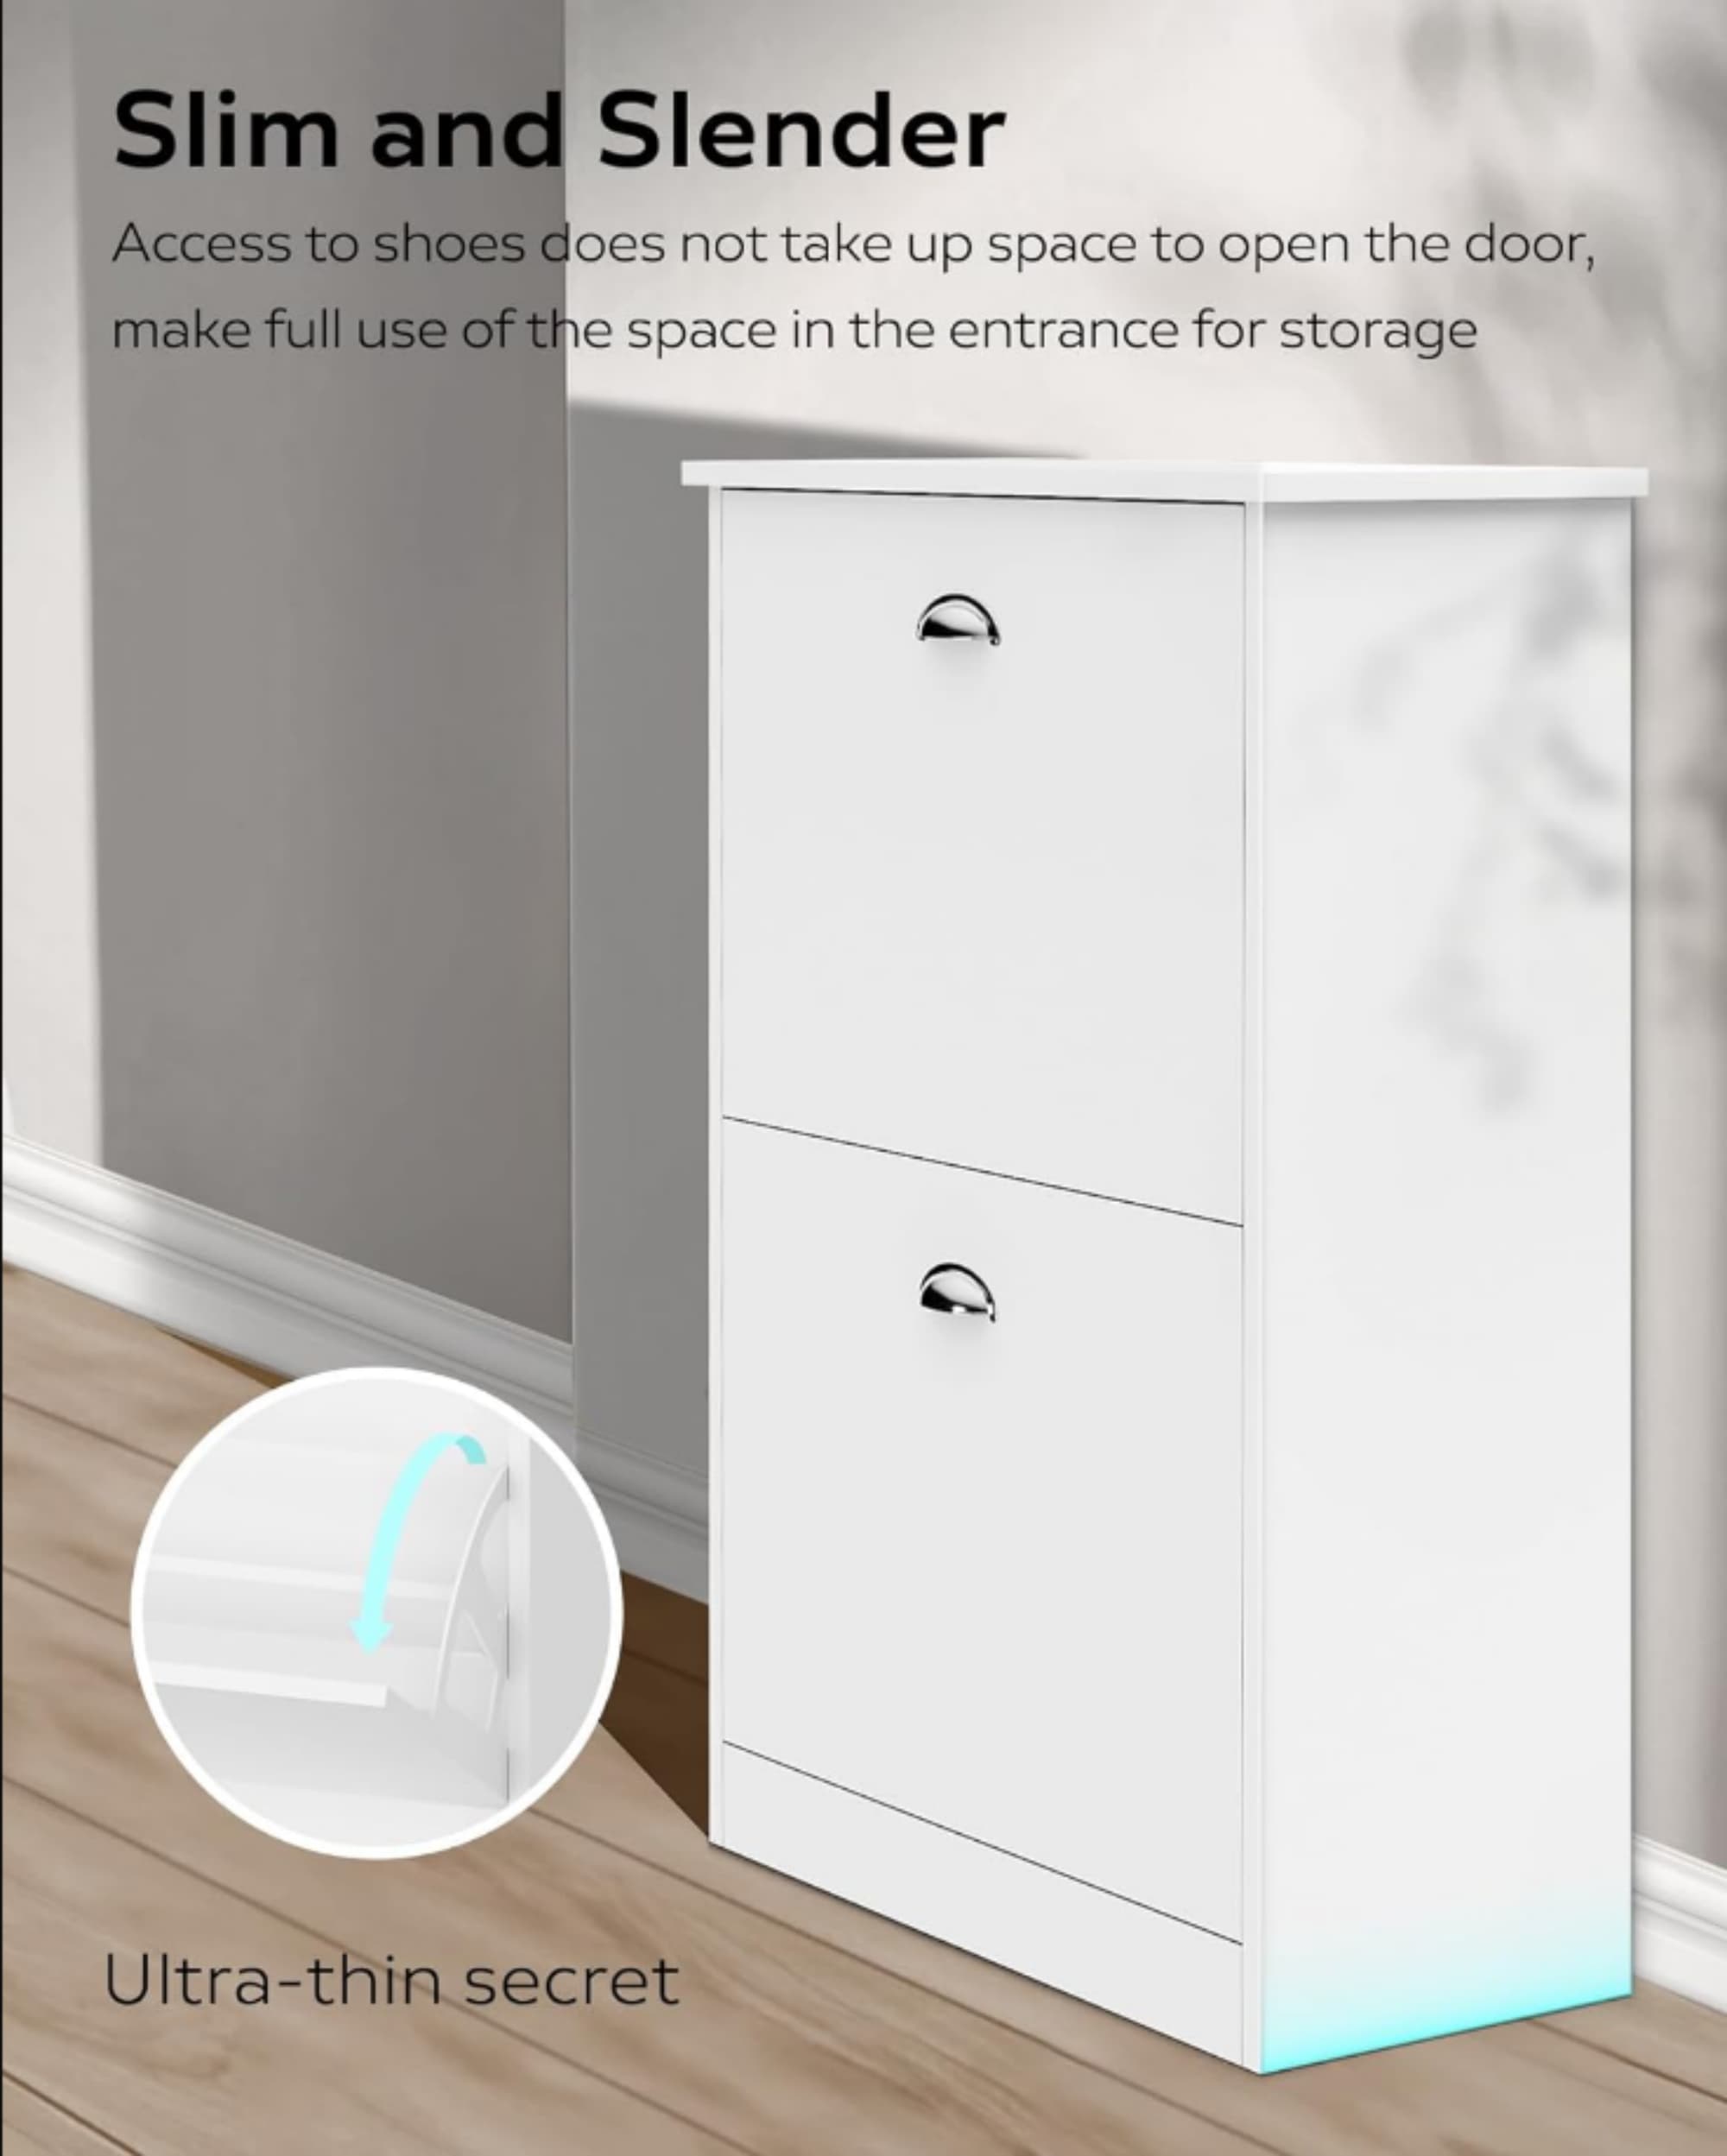 Slim and Slender
Access to shoes does not take up space to open the door,
make full use of the space in the entrance for storage
Ultra-thin secret